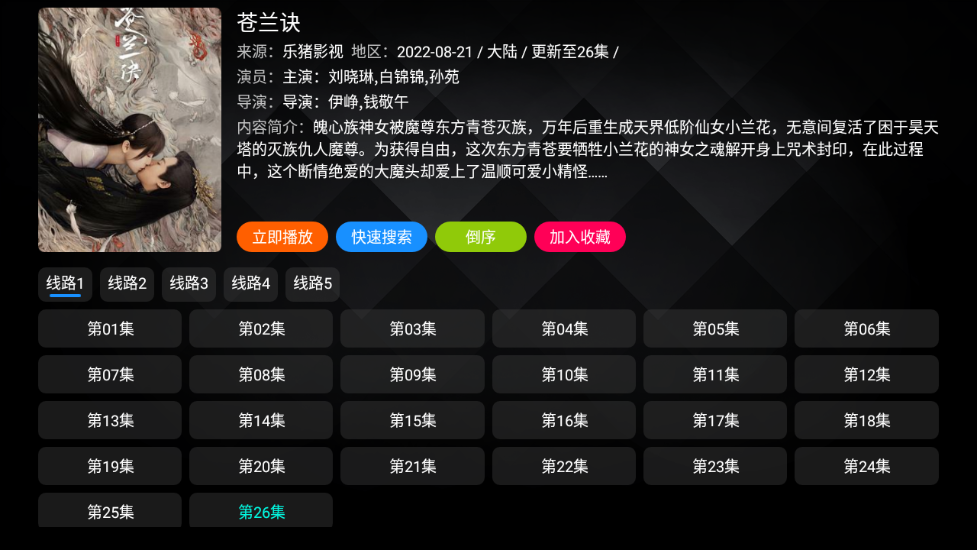 苍兰诀
苍兰诀
来源：乐猪影视 地区：2022-08-21 / 大陆 / 更新至26集 /
演员：主演：刘晓琳,白锦锦,孙苑
导演：导演：伊峥,钱敬午
内容简介：魄心族神女被魔尊东方青苍灭族，万年后重生成天界低阶仙女小兰花，无意间复活了困于昊天
塔的灭族仇人魔尊。为获得自由，这次东方青苍要牺牲小兰花的神女之魂解开身上咒术封印，在此过程
中，这个断情绝爱的大魔头却爱上了温顺可爱小精怪……
立即播放 快速搜索 倒序 加入收藏
线路1 线路2 线路3 线路4 线路5
第01集 第02集 第03集 第04集 第05集 第06集
第07集 第08集 第09集 第10集 第11集 第12集
第13集 第14集 第15集 第16集 第17集 第18集
第19集 第20集 第21集 第22集 第23集 第24集
第25集 第26集